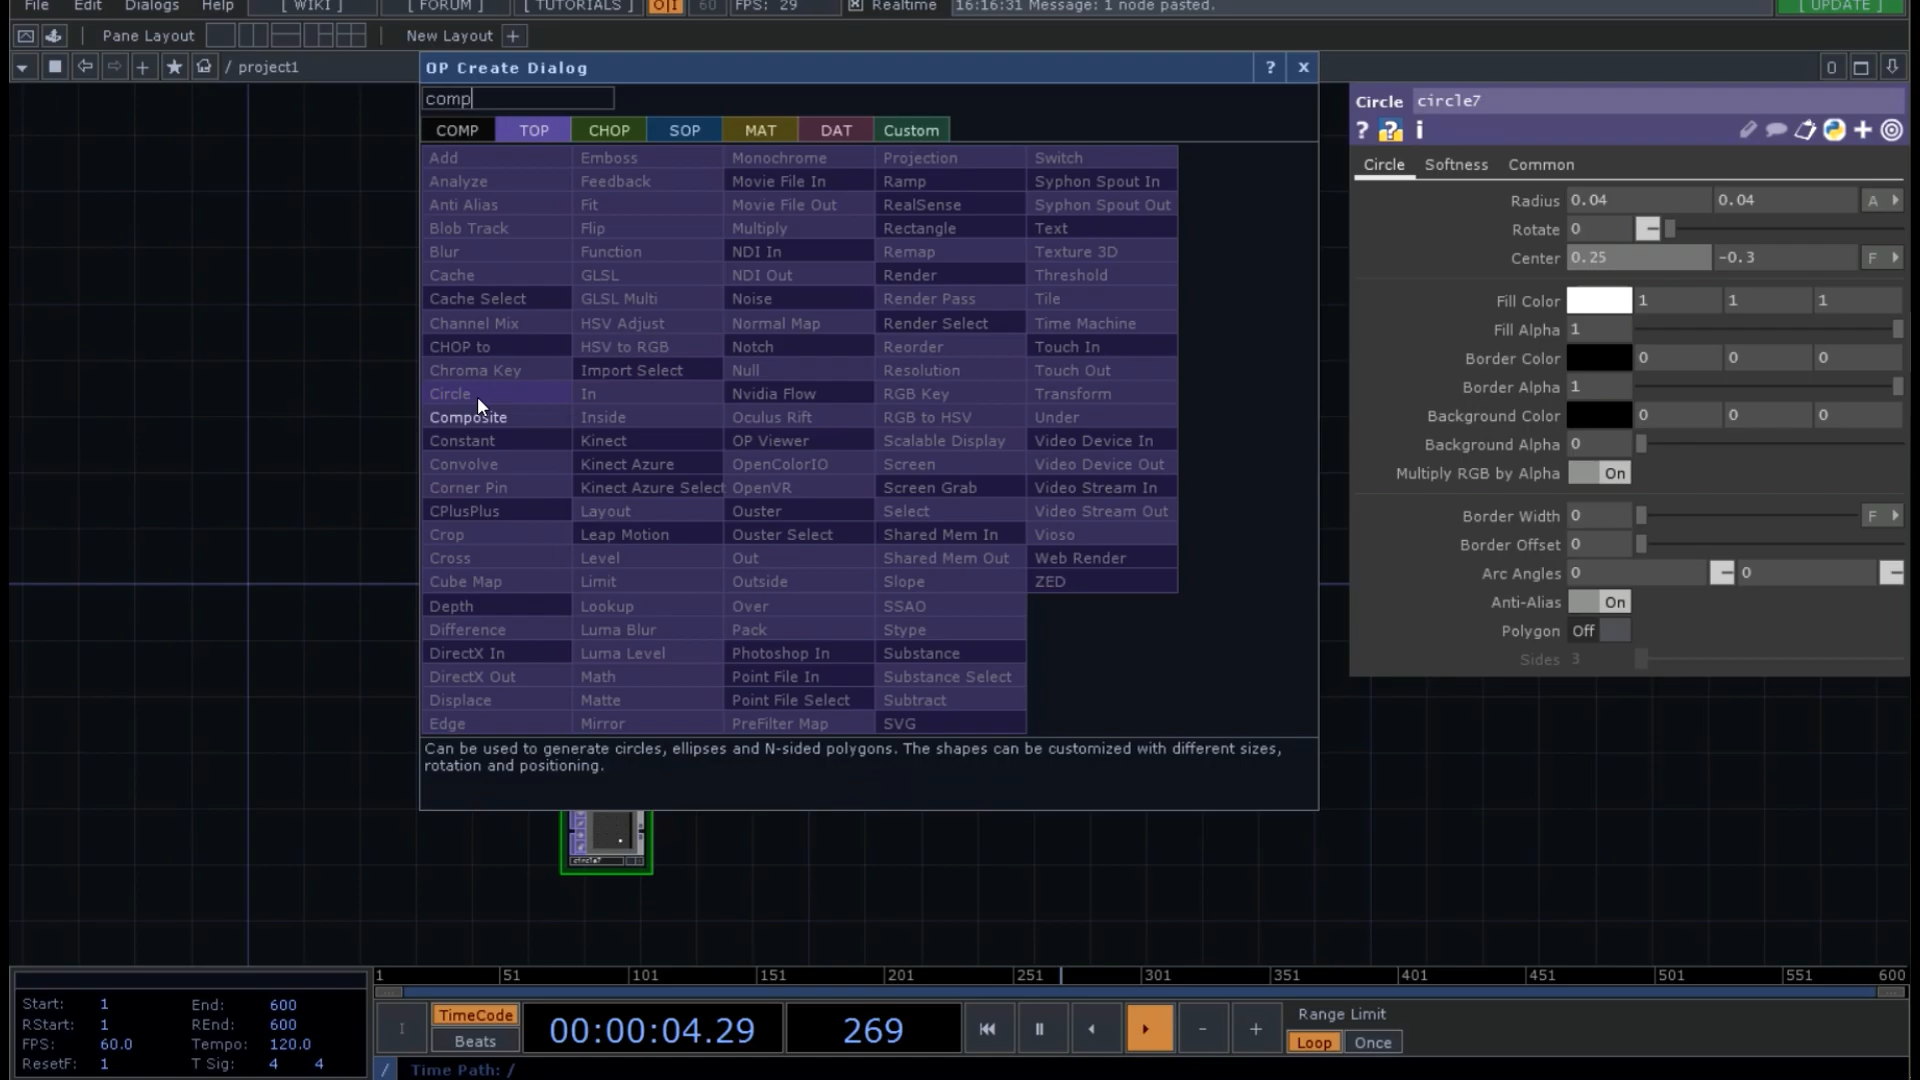 File Edit Dialogs Help [ WIKI ] [ FORUM ] [ TUTORIALS ] O|I 60 FPS: 29 Realtime 16:16:31 Message: 1 node pasted. [ UPDATE ]
Pane Layout New Layout +
/ project1 0
OP Create Dialog ? x
comp
COMP TOP CHOP SOP MAT DAT Custom
Add Emboss Monochrome Projection Switch
Analyze Feedback Movie File In Ramp Syphon Spout In
Anti Alias Fit Movie File Out RealSense Syphon Spout Out
Blob Track Flip Multiply Rectangle Text
Blur Function NDI In Remap Texture 3D
Cache GLSL NDI Out Render Threshold
Cache Select GLSL Multi Noise Render Pass Tile
Channel Mix HSV Adjust Normal Map Render Select Time Machine
CHOP to HSV to RGB Notch Reorder Touch In
Chroma Key Import Select Null Resolution Touch Out
Circle In Nvidia Flow RGB Key Transform
Composite Inside Oculus Rift RGB to HSV Under
Constant Kinect OP Viewer Scalable Display Video Device In
Convolve Kinect Azure OpenColorIO Screen Video Device Out
Corner Pin Kinect Azure Select OpenVR Screen Grab Video Stream In
CPlusPlus Layout Ouster Select Video Stream Out
Crop Leap Motion Ouster Select Shared Mem In Vioso
Cross Level Out Shared Mem Out Web Render
Cube Map Limit Outside Slope ZED
Depth Lookup Over SSAO
Difference Luma Blur Pack Stype
DirectX In Luma Level Photoshop In Substance
DirectX Out Math Point File In Substance Select
Displace Matte Point File Select Subtract
Edge Mirror PreFilter Map SVG
Can be used to generate circles, ellipses and N-sided polygons. The shapes can be customized with different sizes,
rotation and positioning.
circle7
Circle circle7
? ? i
Circle Softness Common
Radius 0.04 0.04 A
Rotate 0
Center 0.25 -0.3 F
Fill Color 1 1 1
Fill Alpha 1
Border Color 0 0 0
Border Alpha 1
Background Color 0 0 0
Background Alpha 0
Multiply RGB by Alpha On
Border Width 0 F
Border Offset 0
Arc Angles 0 0
Anti-Alias On
Polygon Off
Sides 3
1 51 101 151 201 251 301 351 401 451 501 551 600
Start: 1 End: 600
RStart: 1 REnd: 600
FPS: 60.0 Tempo: 120.0
ResetF: 1 T Sig: 4 4
I TimeCode 00:00:04.29 269 - + Range Limit
Beats Loop Once
/ Time Path: /